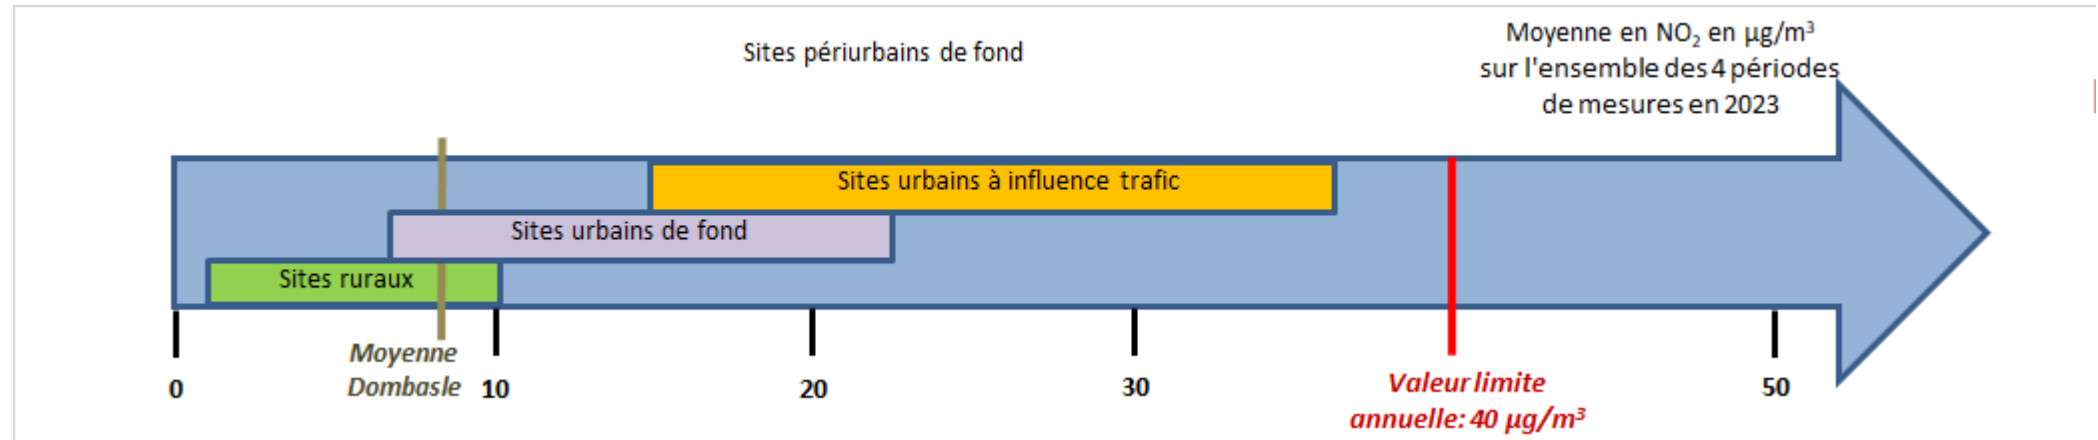 Sites périurbains de fond
Moyenne en NO₂ en µg/m³
sur l'ensemble des 4 périodes
de mesures en 2023
Sites urbains à influence trafic
Sites urbains de fond
Sites ruraux
Moyenne
Dombasle
0
10
20
30
Valeur limite
annuelle: 40 µg/m³
50